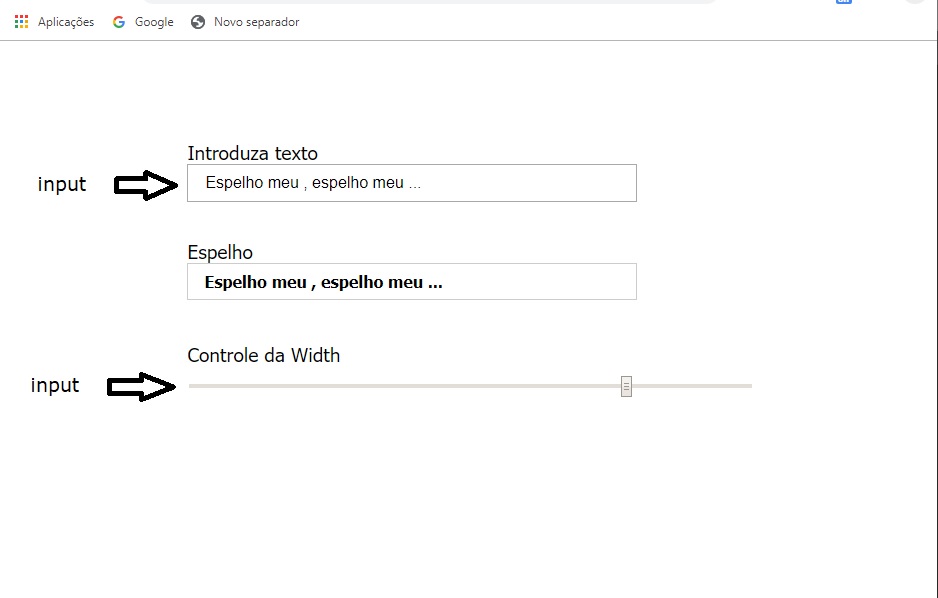 Aplicações Google Novo separador
Introduza texto
input Espelho meu , espelho meu ...
Espelho
Espelho meu , espelho meu ...
Controle da Width
input